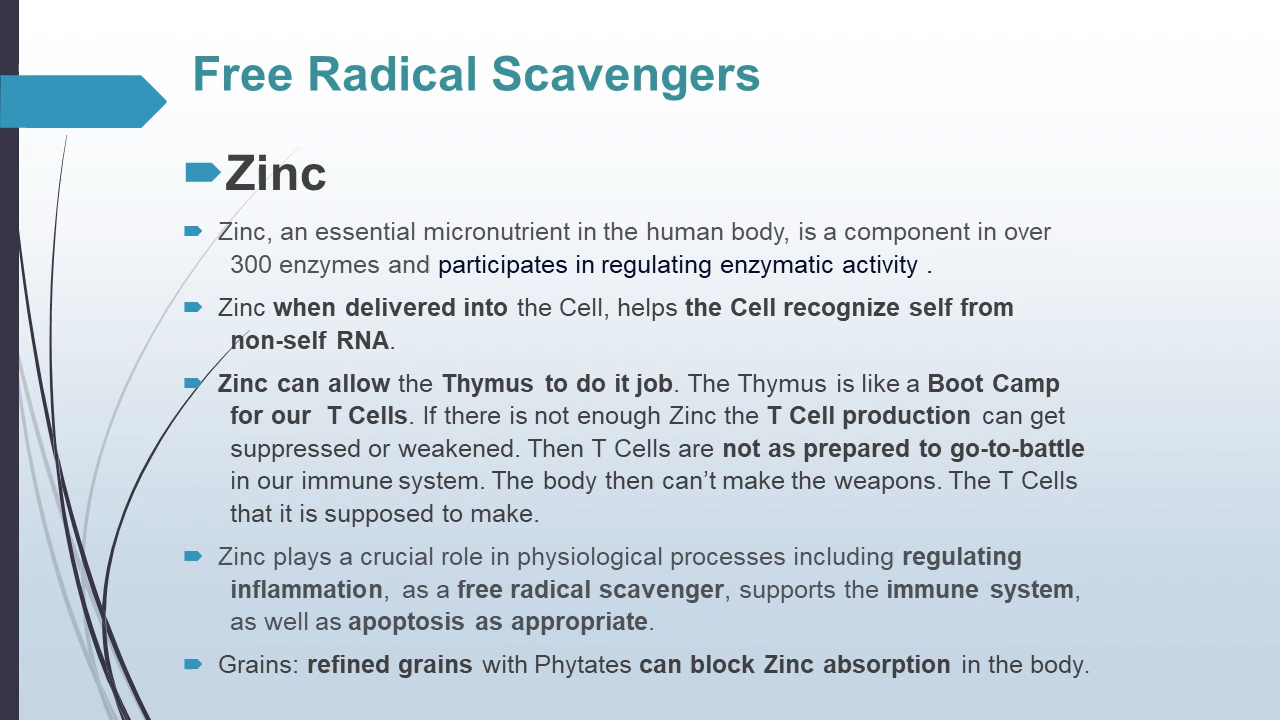 Free Radical Scavengers
Zinc
Zinc, an essential micronutrient in the human body, is a component in over
300 enzymes and participates in regulating enzymatic activity .
Zinc when delivered into the Cell, helps the Cell recognize self from
non-self RNA.
Zinc can allow the Thymus to do it job. The Thymus is like a Boot Camp
for our T Cells. If there is not enough Zinc the T Cell production can get
suppressed or weakened. Then T Cells are not as prepared to go-to-battle
in our immune system. The body then can’t make the weapons. The T Cells
that it is supposed to make.
Zinc plays a crucial role in physiological processes including regulating
inflammation, as a free radical scavenger, supports the immune system,
as well as apoptosis as appropriate.
Grains: refined grains with Phytates can block Zinc absorption in the body.